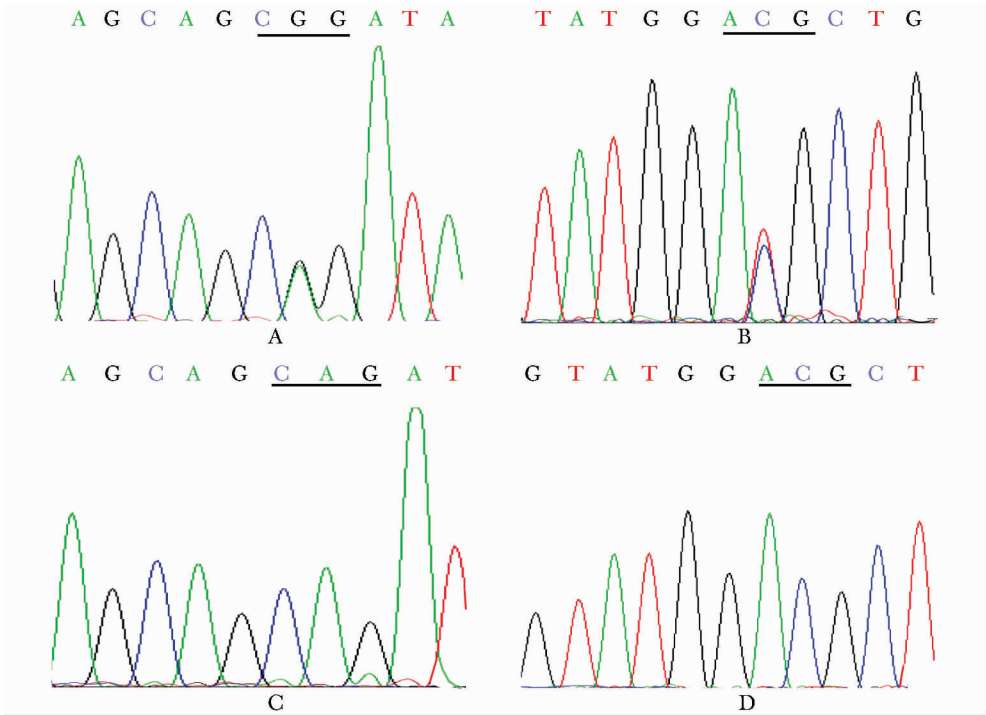 A G C A G C G G A T A
T A T G G A C G C T G
A
B
A G C A G C A G A T
G T A T G G A C G C T
C
D